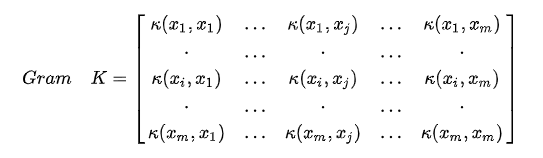 κ(x₁, x₁) … κ(x₁, xⱼ) … κ(x₁, xₘ)
· … · … ·
Gram K = κ(xᵢ, x₁) … κ(xᵢ, xⱼ) … κ(xᵢ, xₘ)
· … · … ·
κ(xₘ, x₁) … κ(xₘ, xⱼ) … κ(xₘ, xₘ)